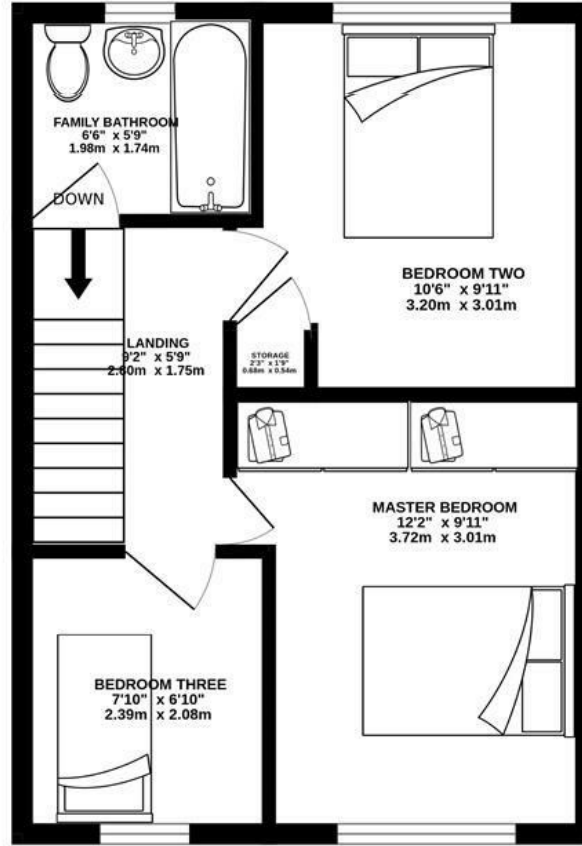 FAMILY BATHROOM
6'6" x 5'9"
1.98m x 1.74m
DOWN
BEDROOM TWO
10'6" x 9'11"
3.20m x 3.01m
LANDING
9'2" x 5'9"
2.80m x 1.75m
STORAGE
2'3" x 1'9"
0.68m x 0.54m
MASTER BEDROOM
12'2" x 9'11"
3.72m x 3.01m
BEDROOM THREE
7'10" x 6'10"
2.39m x 2.08m